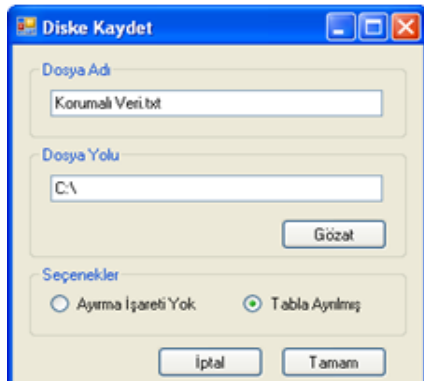 Diske Kaydet
Dosya Adı
Korumalı Veri.txt
Dosya Yolu
C:\
Gözat
Seçenekler
Ayırma İşareti Yok Tabla Ayrılmış
İptal Tamam